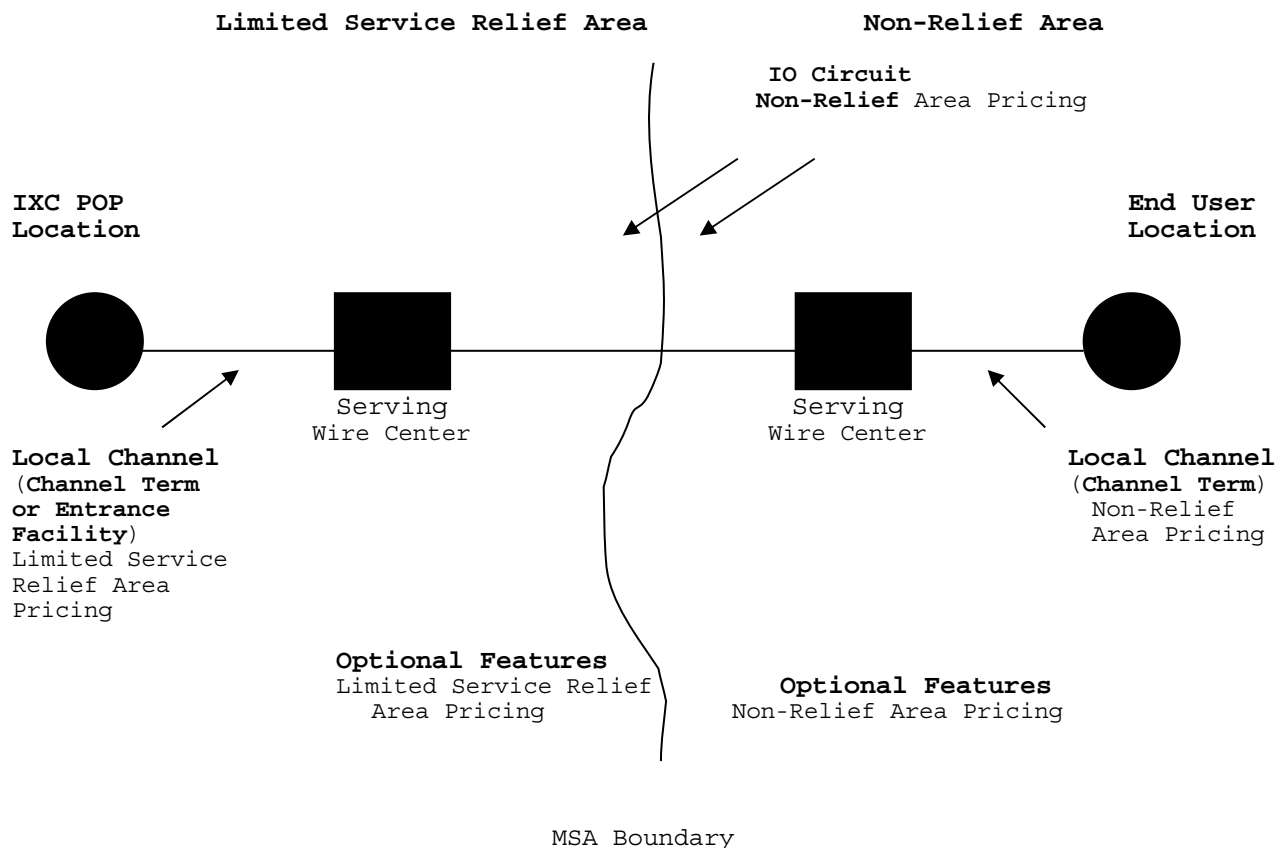 Limited Service Relief Area
Non-Relief Area
IO Circuit
Non-Relief Area Pricing
IXC POP
Location
End User
Location
Serving
Wire Center
Serving
Wire Center
Local Channel
(Channel Term
or Entrance
Facility)
Limited Service
Relief Area
Pricing
Local Channel
(Channel Term)
Non-Relief
Area Pricing
Optional Features
Limited Service Relief
Area Pricing
Optional Features
Non-Relief Area Pricing
MSA Boundary